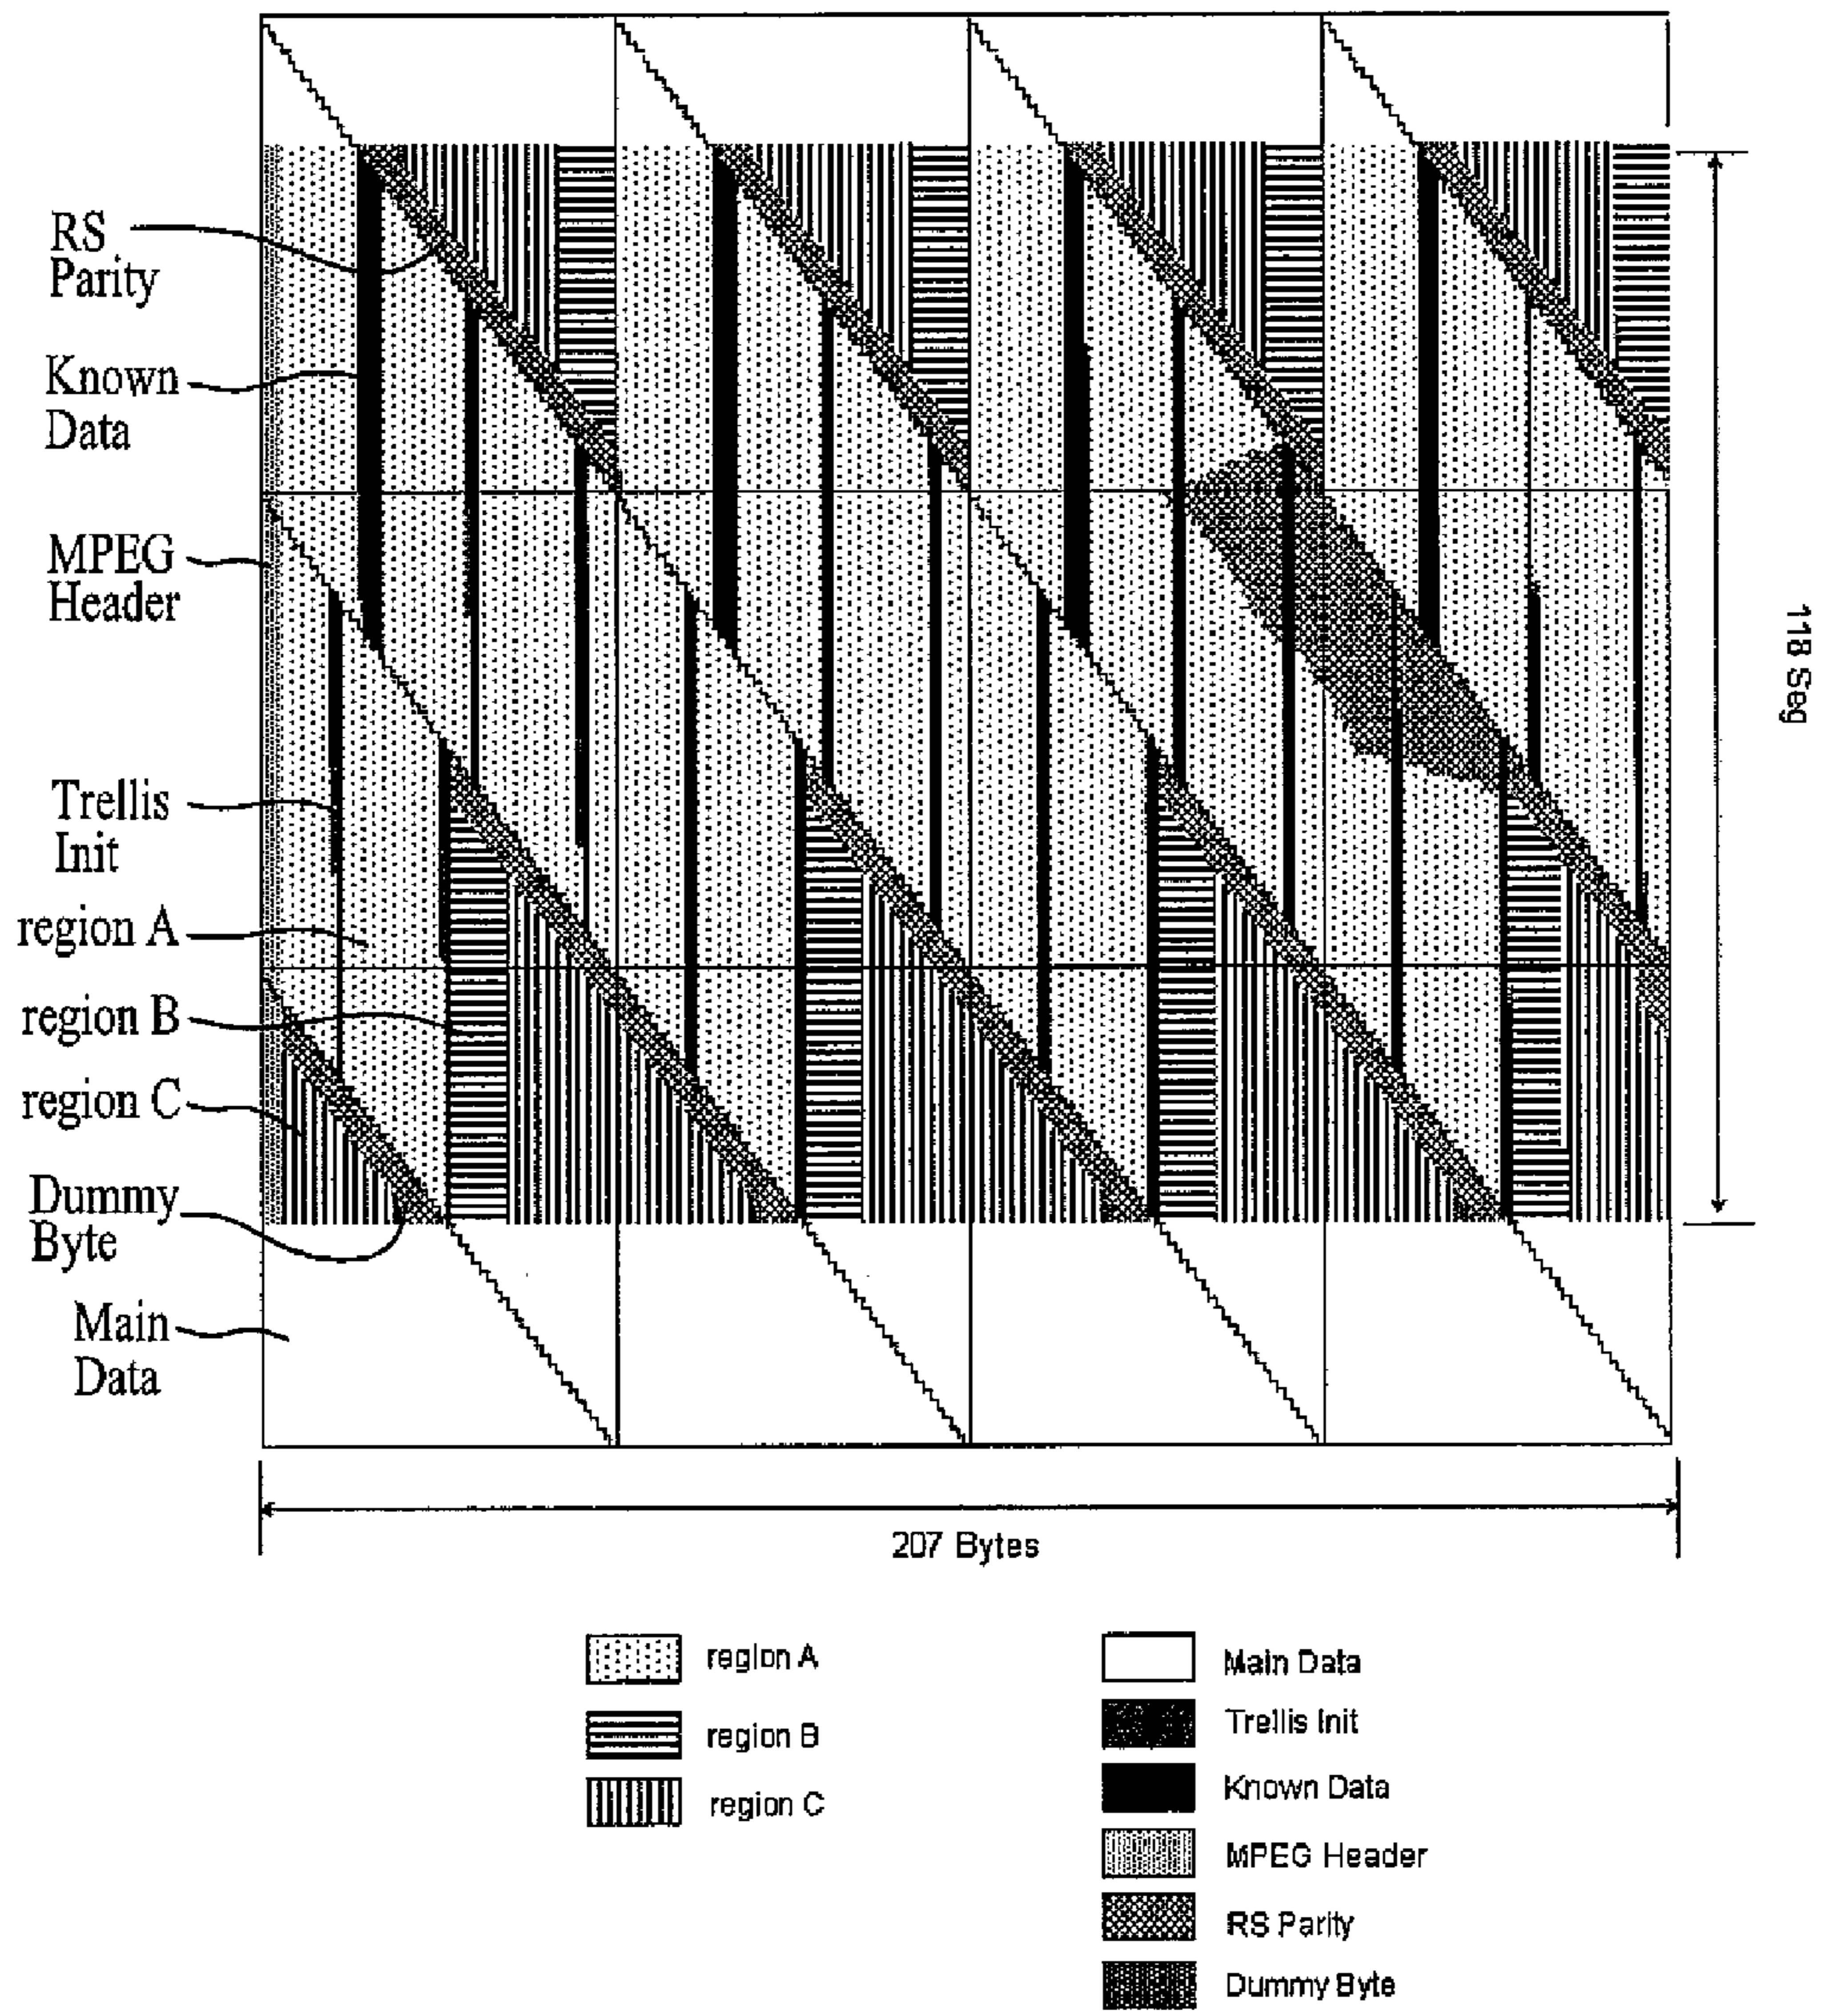 RS
Parity
Known
Data
MPEG
Header
Trellis
Init
region A
region B
region C
Dummy
Byte
Main
Data
118 Seg
207 Bytes
region A
region B
region C
Main Data
Trellis Init
Known Data
MPEG Header
RS Parity
Dummy Byte